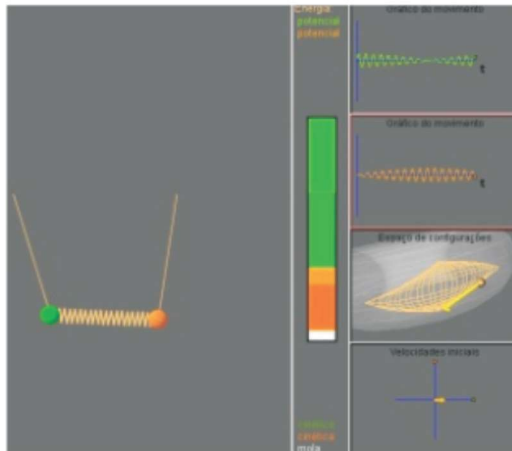 Energia
potencial
potencial
Gráfico do movimento
t
Gráfico do movimento
t
Espaço de configurações
Velocidades iniciais
cinética
cinética
mola